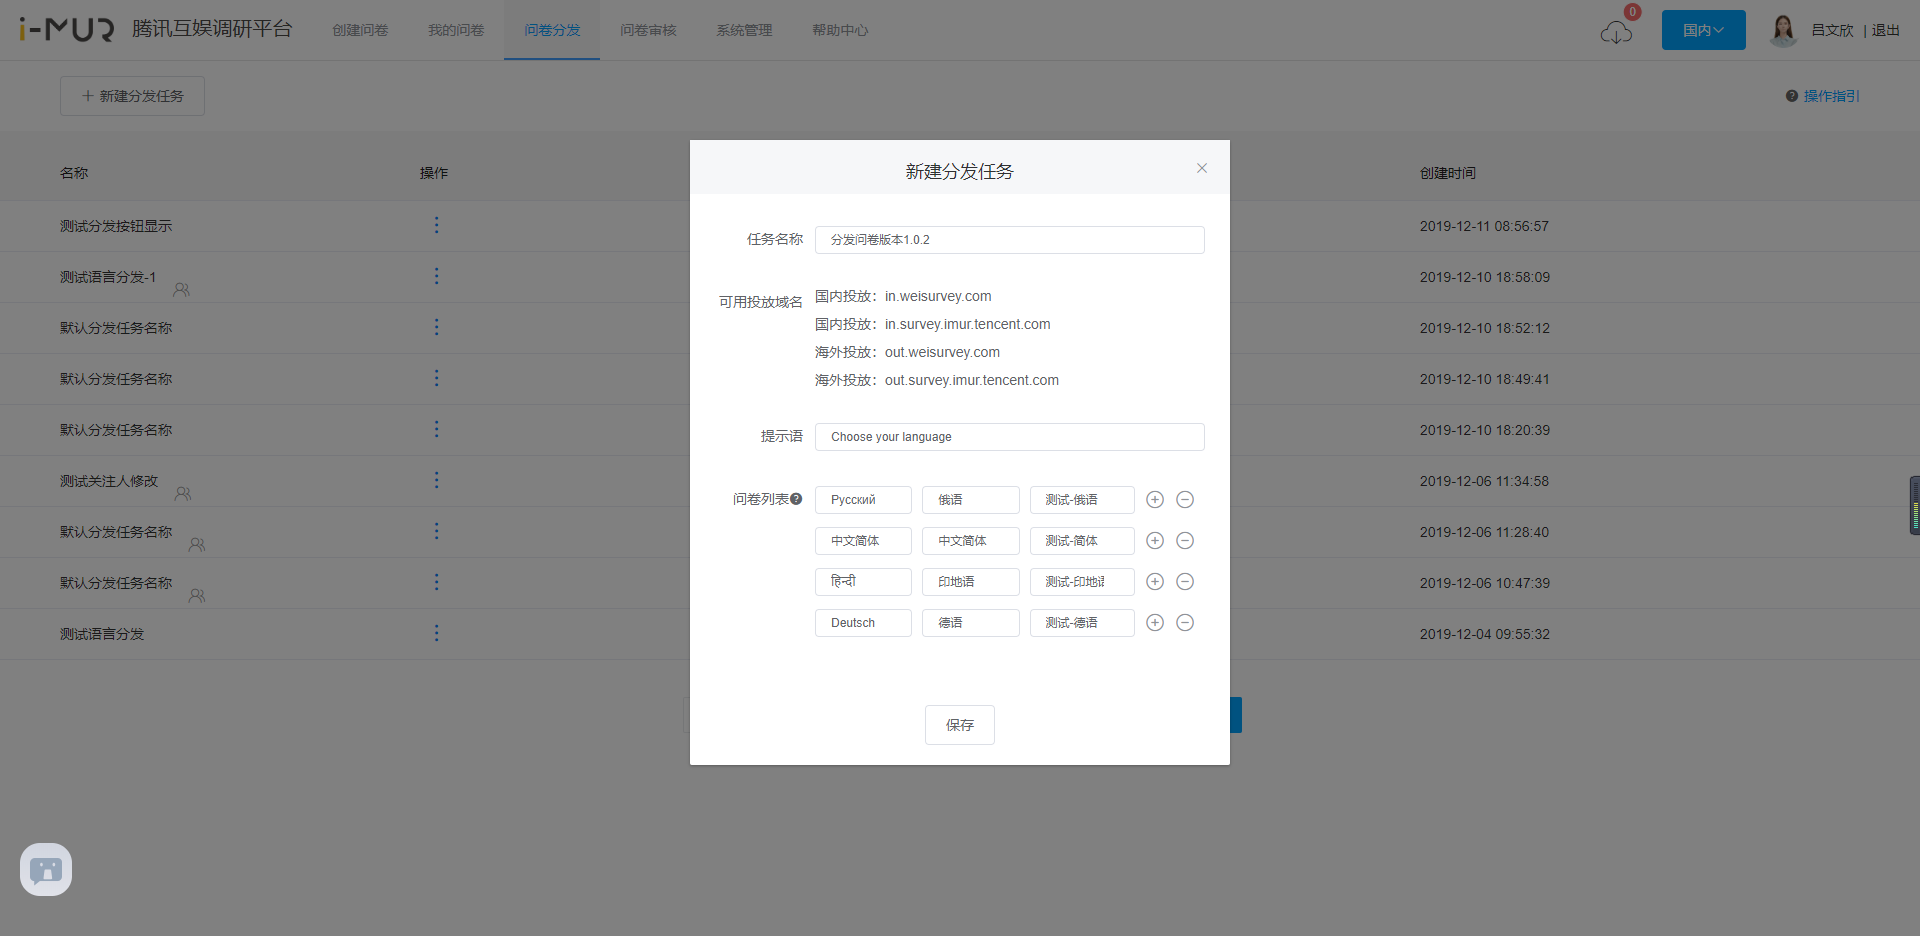 i-MUR 腾讯互娱调研平台 创建问卷 我的问卷 问卷分发 问卷审核 系统管理 帮助中心 0 国内 吕文欣 | 退出
+ 新建分发任务 ? 操作指引
新建分发任务
名称 操作 创建时间
测试分发按钮显示 2019-12-11 08:56:57
测试语言分发-1 2019-12-10 18:58:09
默认分发任务名称 2019-12-10 18:52:12
默认分发任务名称 2019-12-10 18:49:41
默认分发任务名称 2019-12-10 18:20:39
测试关注人修改 2019-12-06 11:34:58
默认分发任务名称 2019-12-06 11:28:40
默认分发任务名称 2019-12-06 10:47:39
测试语言分发 2019-12-04 09:55:32
任务名称 分发问卷版本1.0.2
可用投放域名 国内投放：in.weisurvey.com
国内投放：in.survey.imur.tencent.com
海外投放：out.weisurvey.com
海外投放：out.survey.imur.tencent.com
提示语 Choose your language
问卷列表? Русский 俄语 测试-俄语
中文简体 中文简体 测试-简体
हिन्दी 印地语 测试-印地语
Deutsch 德语 测试-德语
保存